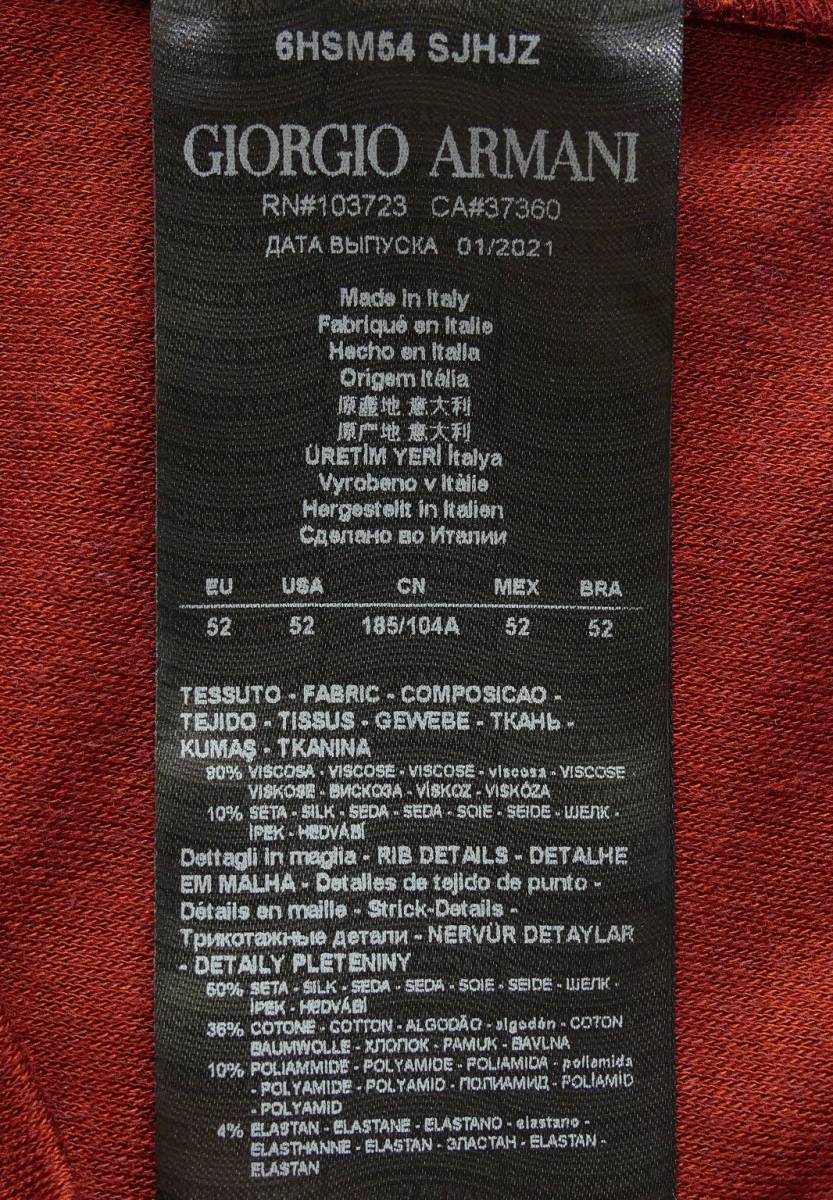 6HSM54 SJHJZ
GIORGIO ARMANI
RN#103723 CA#37360
ДАТА ВЫПУСКА 01/2021
Made in Italy
Fabriqué en Italie
Hecho en Italia
Origem Itália
原產地 意大利
原产地 意大利
ÜRETİM YERİ İtalya
Vyrobeno v Itálie
Hergestellt in Italien
Сделано во Италии
EU USA CN MEX BRA
52 52 185/104A 52 52
TESSUTO - FABRIC - COMPOSICAO -
TEJIDO - TISSUS - GEWEBE - ТКАНЬ -
KUMAŞ - TKANINA
90% VISCOSA - VISCOSE - VISCOSE - viscosa - VISCOSE -
VISKOSE - ВИСКОЗА - VİSKOZ - VISKÓZA
10% SETA - SILK - SEDA - SEDA - SOIE - SEIDE - ШЕЛК -
İPEK - HEDVÁBÍ
Dettagli in maglia - RIB DETAILS - DETALHE
EM MALHA - Detalles de tejido de punto -
Détails en maille - Strick-Details -
Трикотажные детали - NERVÜR DETAYLAR
- DETAILY PLETENINY
50% SETA - SILK - SEDA - SEDA - SOIE - SEIDE - ШЕЛК -
İPEK - HEDVÁBÍ
36% COTONE - COTTON - ALGODÃO - algodón - COTON
BAUMWOLLE - ХЛОПОК - PAMUK - BAVLNA
10% POLIAMMIDE - POLYAMIDE - POLIAMIDA - poliamida
- POLYAMIDE - POLYAMID - ПОЛИАМИД - POLİAMİD
- POLYAMID
4% ELASTAN - ELASTANE - ELASTANO - elastano -
ELASTHANNE - ELASTAN - ЭЛАСТАН - ELASTAN -
ELASTAN